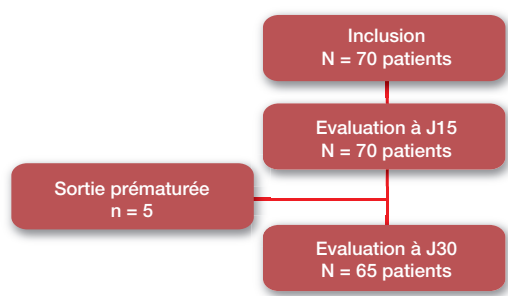 Inclusion
N = 70 patients
Evaluation à J15
N = 70 patients
Sortie prématurée
n = 5
Evaluation à J30
N = 65 patients